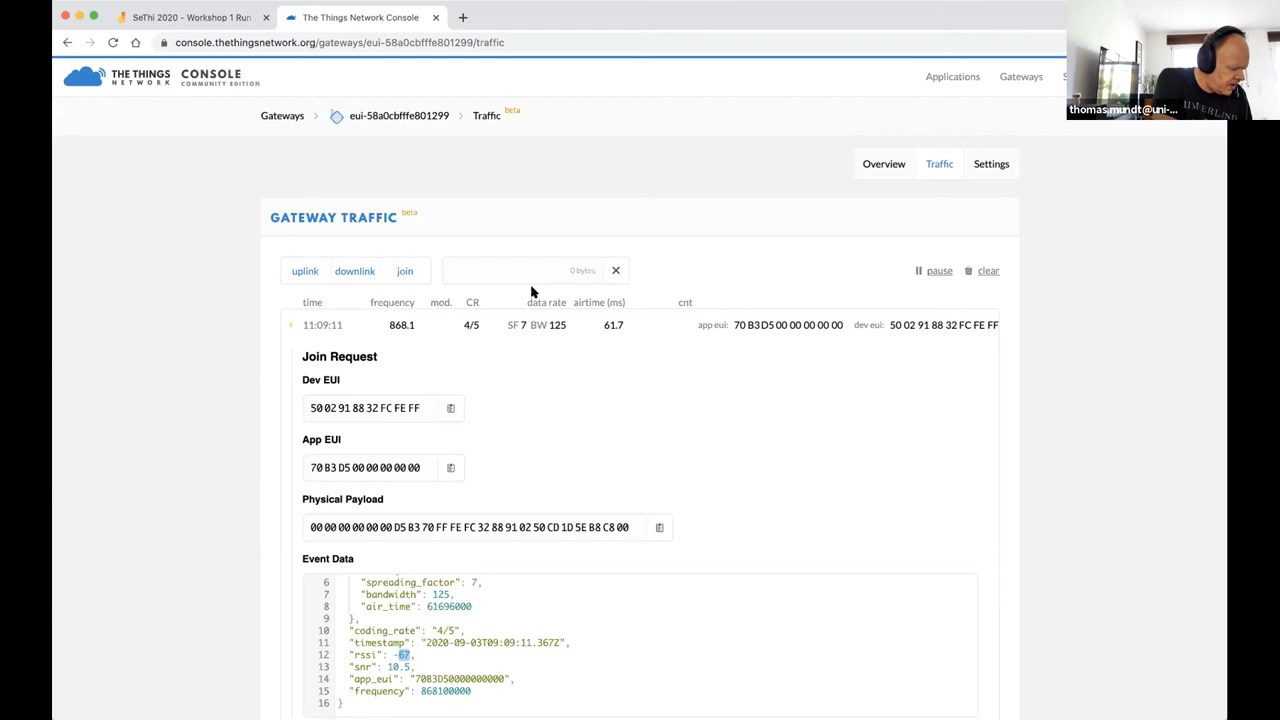 SeThi 2020 - Workshop 1 Run
The Things Network Console
console.thethingsnetwork.org/gateways/eui-58a0cbfffe801299/traffic
THE THINGS NETWORK
CONSOLE
COMMUNITY EDITION
Applications
Gateways
thomas.mundt@uni-...
Gateways
eui-58a0cbfffe801299
Traffic
beta
Overview
Traffic
Settings
GATEWAY TRAFFIC beta
uplink
downlink
join
0 bytes
pause
clear
time frequency mod. CR data rate airtime (ms) cnt
11:09:11 868.1 4/5 SF 7 BW 125 61.7 app eui: 70 B3 D5 00 00 00 00 00 dev eui: 50 02 91 88 32 FC FE FF
Join Request
Dev EUI
50 02 91 88 32 FC FE FF
App EUI
70 B3 D5 00 00 00 00 00
Physical Payload
00 00 00 00 00 00 D5 B3 70 FF FE FC 32 88 91 02 50 CD 1D 5E B8 C8 00
Event Data
6 "spreading_factor": 7,
7 "bandwidth": 125,
8 "air_time": 61696000
9 },
10 "coding_rate": "4/5",
11 "timestamp": "2020-09-03T09:09:11.367Z",
12 "rssi": -67,
13 "snr": 10.5,
14 "app_eui": "70B3D50000000000",
15 "frequency": 868100000
16 }